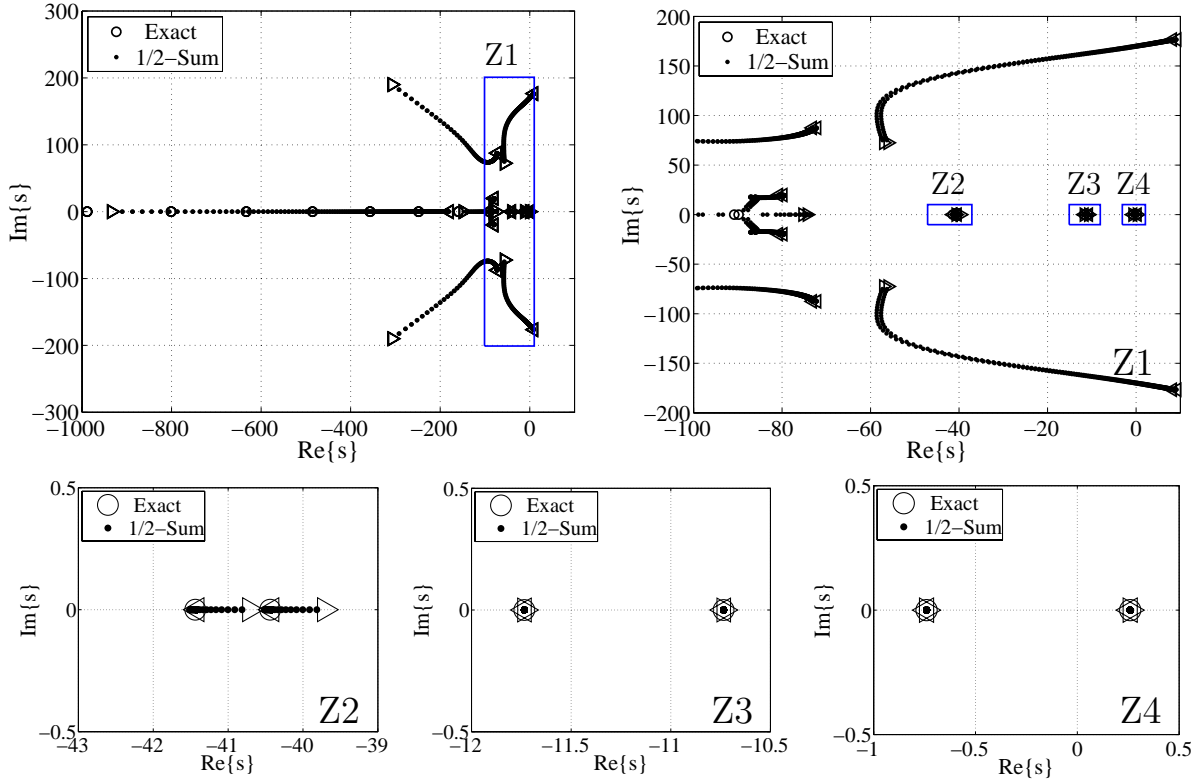 300
200
100
0
−100
−200
−300
−1000
−800
−600
−400
−200
0
Im{s}
Re{s}
Exact
1/2−Sum
Z1
200
150
100
50
0
−50
−100
−150
−200
−100
−80
−60
−40
−20
0
Im{s}
Re{s}
Exact
1/2−Sum
Z2
Z3
Z4
Z1
0.5
0
−0.5
−43
−42
−41
−40
−39
Im{s}
Re{s}
Exact
1/2−Sum
Z2
0.5
0
−0.5
−12
−11.5
−11
−10.5
Im{s}
Re{s}
Exact
1/2−Sum
Z3
0.5
0
−0.5
−1
−0.5
0
0.5
Im{s}
Re{s}
Exact
1/2−Sum
Z4